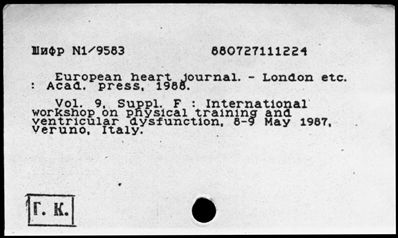 Шифр N1/9583 880727111224
European heart journal. - London etc.
: Acad. press, 1988.
Vol. 9, Suppl. F : International
workshop on physical training and
ventricular dysfunction, 8-9 May 1987,
Veruno, Italy.
Г. К.